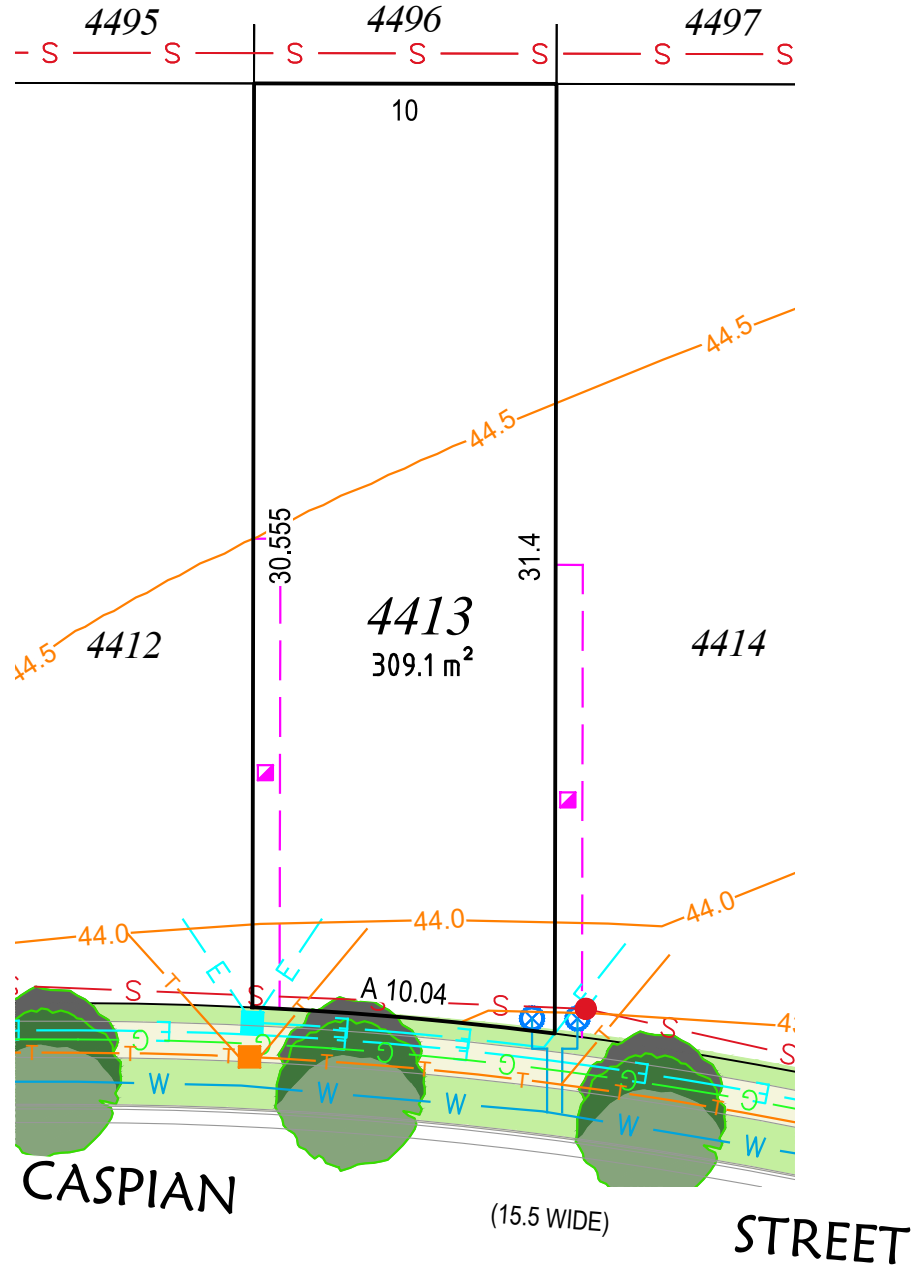 4495 4496 4497
S S S S S S S
10
44.5
44.5
30.555
31.4
44.5
4412
4413
4414
309.1 m²
44.0 44.0 44.0
E E E
T T T
S S S S S S
A 10.04
E E E E E
G G G G
T T T T T T
W W W W W
CASPIAN
(15.5 WIDE)
STREET